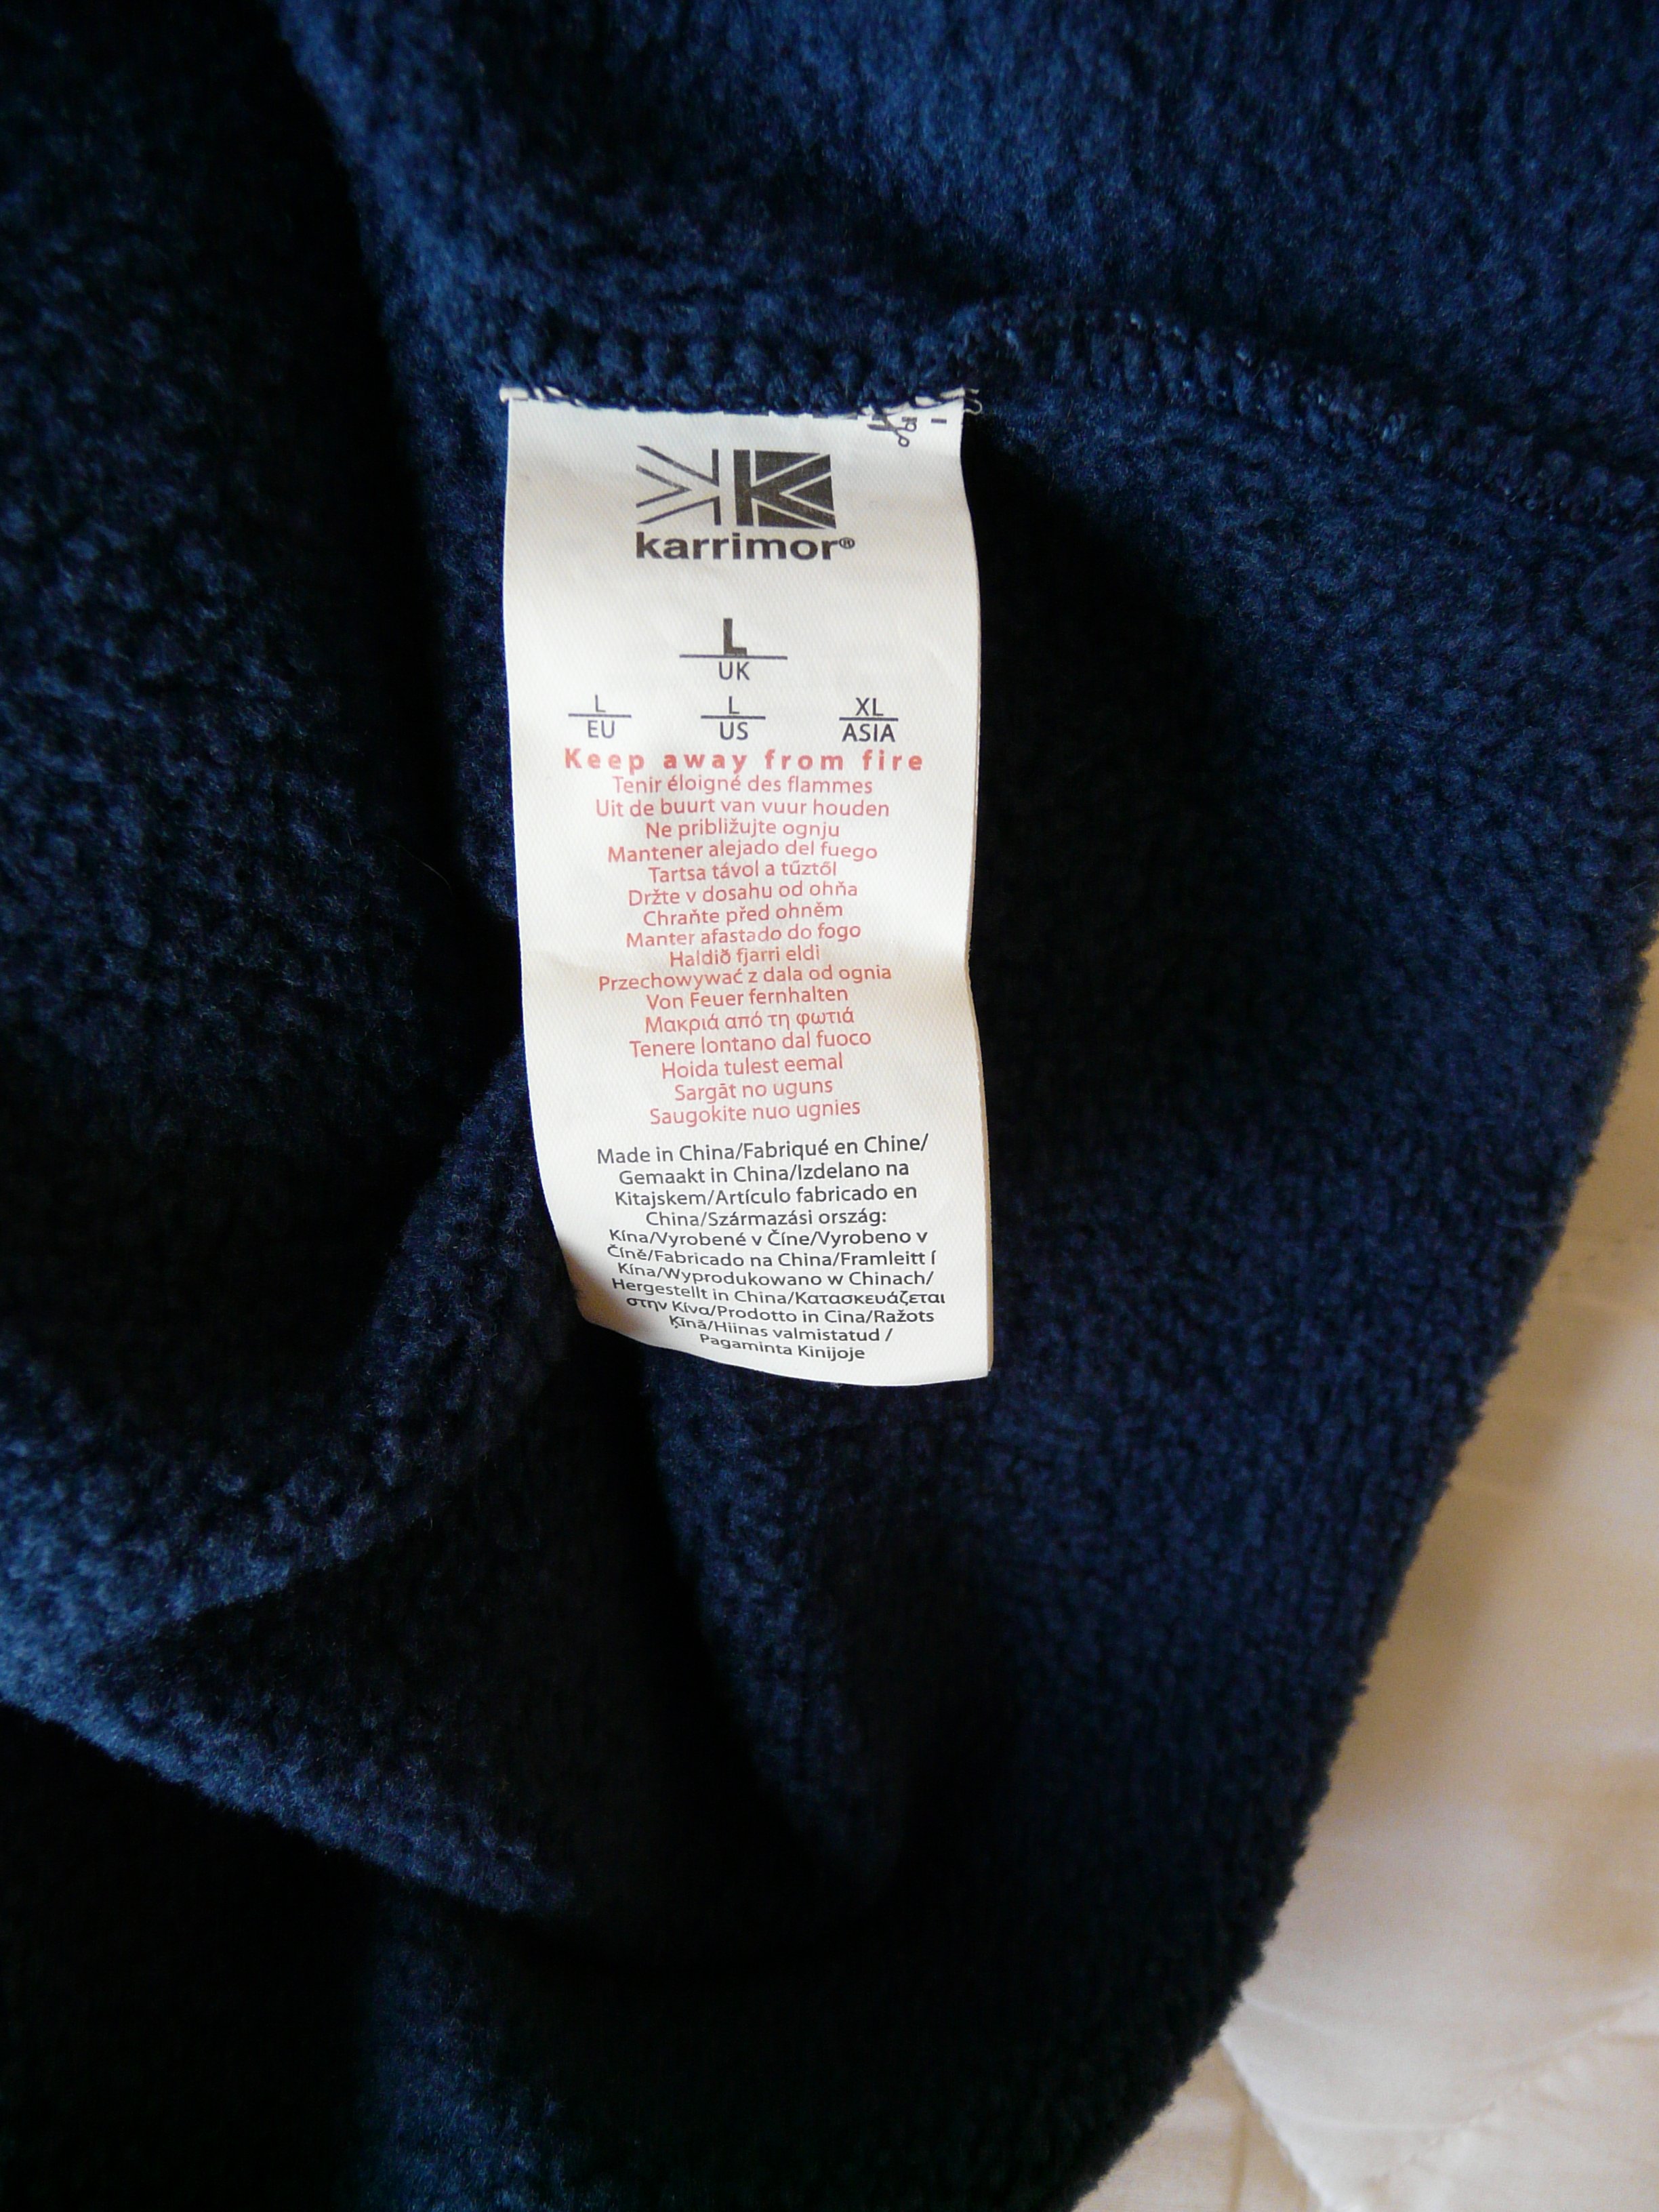 karrimor®
L
UK
L L XL
EU US ASIA
Keep away from fire
Tenir éloigné des flammes
Uit de buurt van vuur houden
Ne približujte ognju
Mantener alejado del fuego
Tartsa távol a tűztől
Držte v dosahu od ohňa
Chraňte před ohněm
Manter afastado do fogo
Haldið fjarri eldi
Przechowywać z dala od ognia
Von Feuer fernhalten
Μακριά από τη φωτιά
Tenere lontano dal fuoco
Hoida tulest eemal
Sargāt no uguns
Saugokite nuo ugnies
Made in China/Fabriqué en Chine/
Gemaakt in China/Izdelano na
Kitajskem/Artículo fabricado en
China/Származási ország:
Kína/Vyrobené v Číne/Vyrobeno v
Číně/Fabricado na China/Framleitt í
Kína/Wyprodukowano w Chinach/
Hergestellt in China/Κατασκευάζεται
στην Κίνα/Prodotto in Cina/Ražots
Ķīnā/Hiinas valmistatud /
Pagaminta Kinijoje